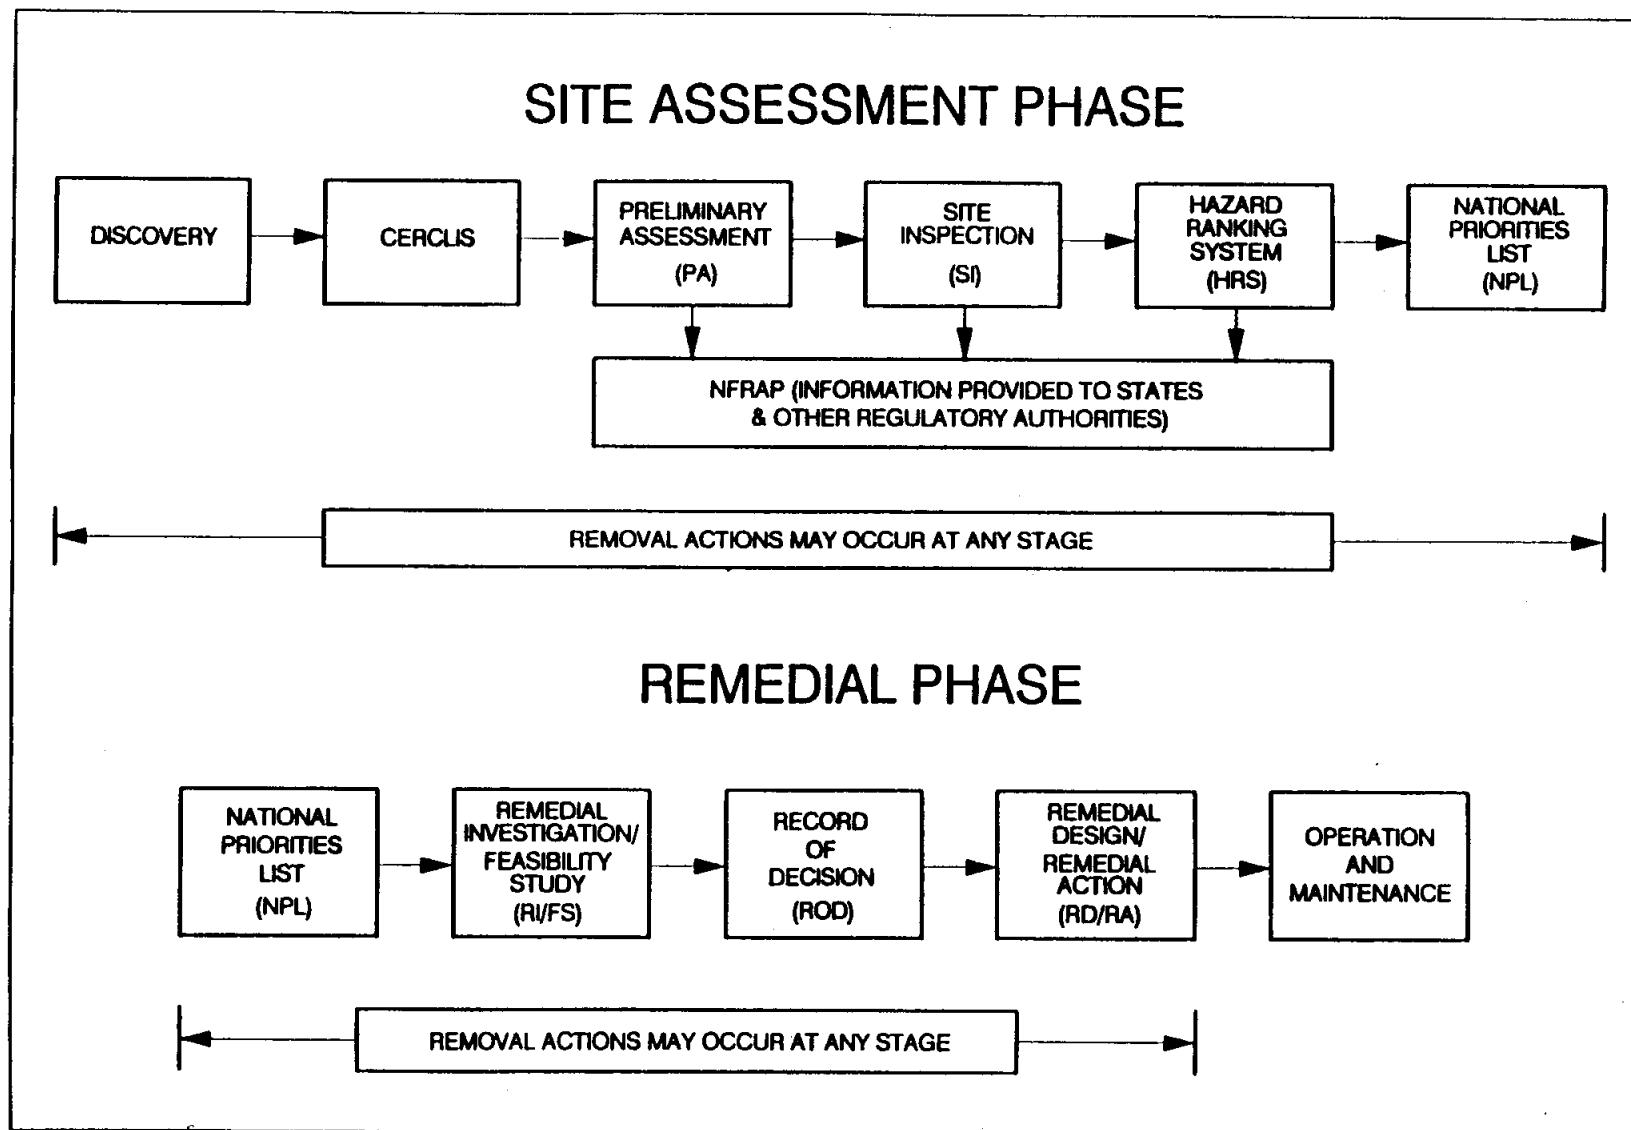 SITE ASSESSMENT PHASE
DISCOVERY
CERCLIS
PRELIMINARY
ASSESSMENT
(PA)
SITE
INSPECTION
(SI)
HAZARD
RANKING
SYSTEM
(HRS)
NATIONAL
PRIORITIES
LIST
(NPL)
NFRAP (INFORMATION PROVIDED TO STATES
& OTHER REGULATORY AUTHORITIES)
REMOVAL ACTIONS MAY OCCUR AT ANY STAGE
REMEDIAL PHASE
NATIONAL
PRIORITIES
LIST
(NPL)
REMEDIAL
INVESTIGATION/
FEASIBILITY
STUDY
(RI/FS)
RECORD
OF
DECISION
(ROD)
REMEDIAL
DESIGN/
REMEDIAL
ACTION
(RD/RA)
OPERATION
AND
MAINTENANCE
REMOVAL ACTIONS MAY OCCUR AT ANY STAGE